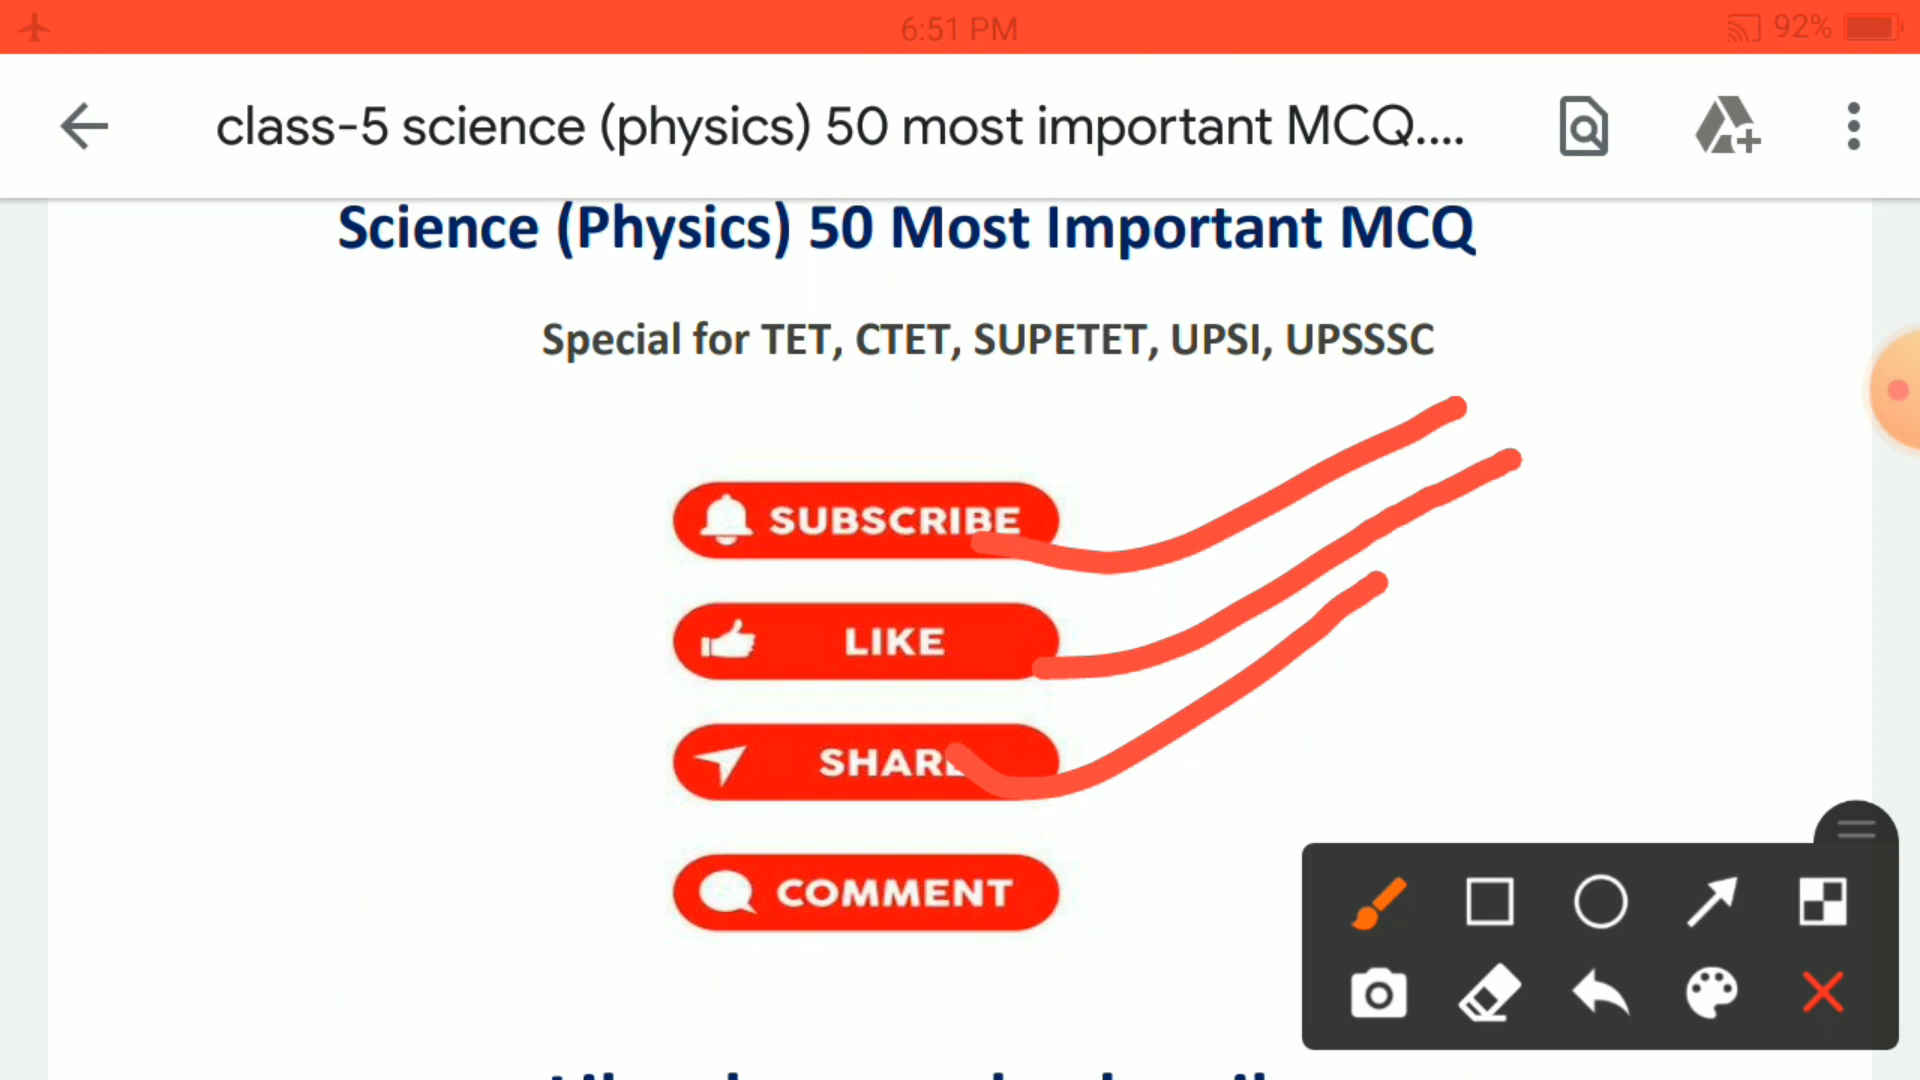 6:51 PM
92%
class-5 science (physics) 50 most important MCQ....
Science (Physics) 50 Most Important MCQ
Special for TET, CTET, SUPETET, UPSI, UPSSSC
SUBSCRIBE
LIKE
SHARE
COMMENT